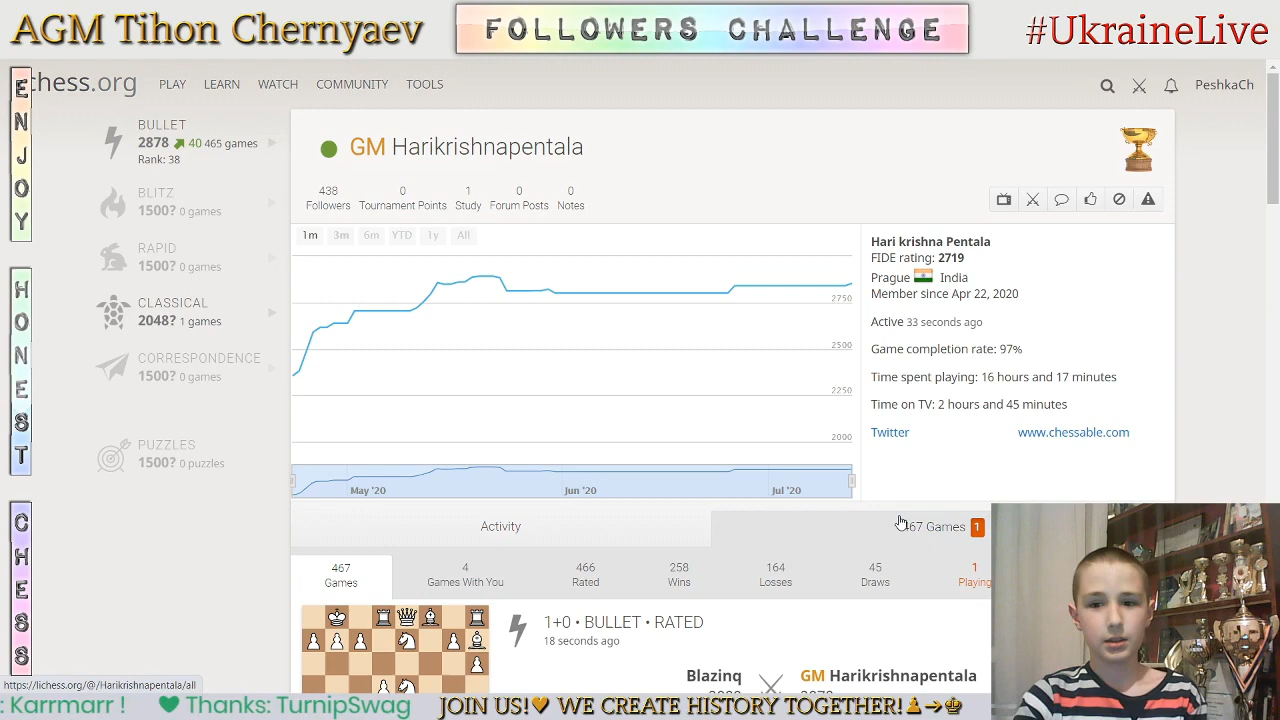 AGM Tihon Chernyaev
FOLLOWERS CHALLENGE
#UkraineLive
ENJOY
HONEST
CHESS
chess.org
PLAY
LEARN
WATCH
COMMUNITY
TOOLS
PeshkaCh
BULLET
2878 40 465 games
Rank: 38
BLITZ
1500? 0 games
RAPID
1500? 0 games
CLASSICAL
2048? 1 games
CORRESPONDENCE
1500? 0 games
PUZZLES
1500? 0 puzzles
GM Harikrishnapentala
438 0 1 0 0
Followers Tournament Points Study Forum Posts Notes
1m 3m 6m YTD 1y All
2750
2500
2250
2000
May '20 Jun '20 Jul '20
Hari krishna Pentala
FIDE rating: 2719
Prague India
Member since Apr 22, 2020
Active 33 seconds ago
Game completion rate: 97%
Time spent playing: 16 hours and 17 minutes
Time on TV: 2 hours and 45 minutes
Twitter www.chessable.com
Activity
67 Games 1
467 4 466 258 164 45 1
Games Games With You Rated Wins Losses Draws Playing
1+0 • BULLET • RATED
18 seconds ago
Blazinq GM Harikrishnapentala
https://lichess.org/@/Harikrishnapentala/all
: Karrmarr ! Thanks: TurnipSwag
JOIN US!🧡 WE CREATE HISTORY TOGETHER!♟→♚